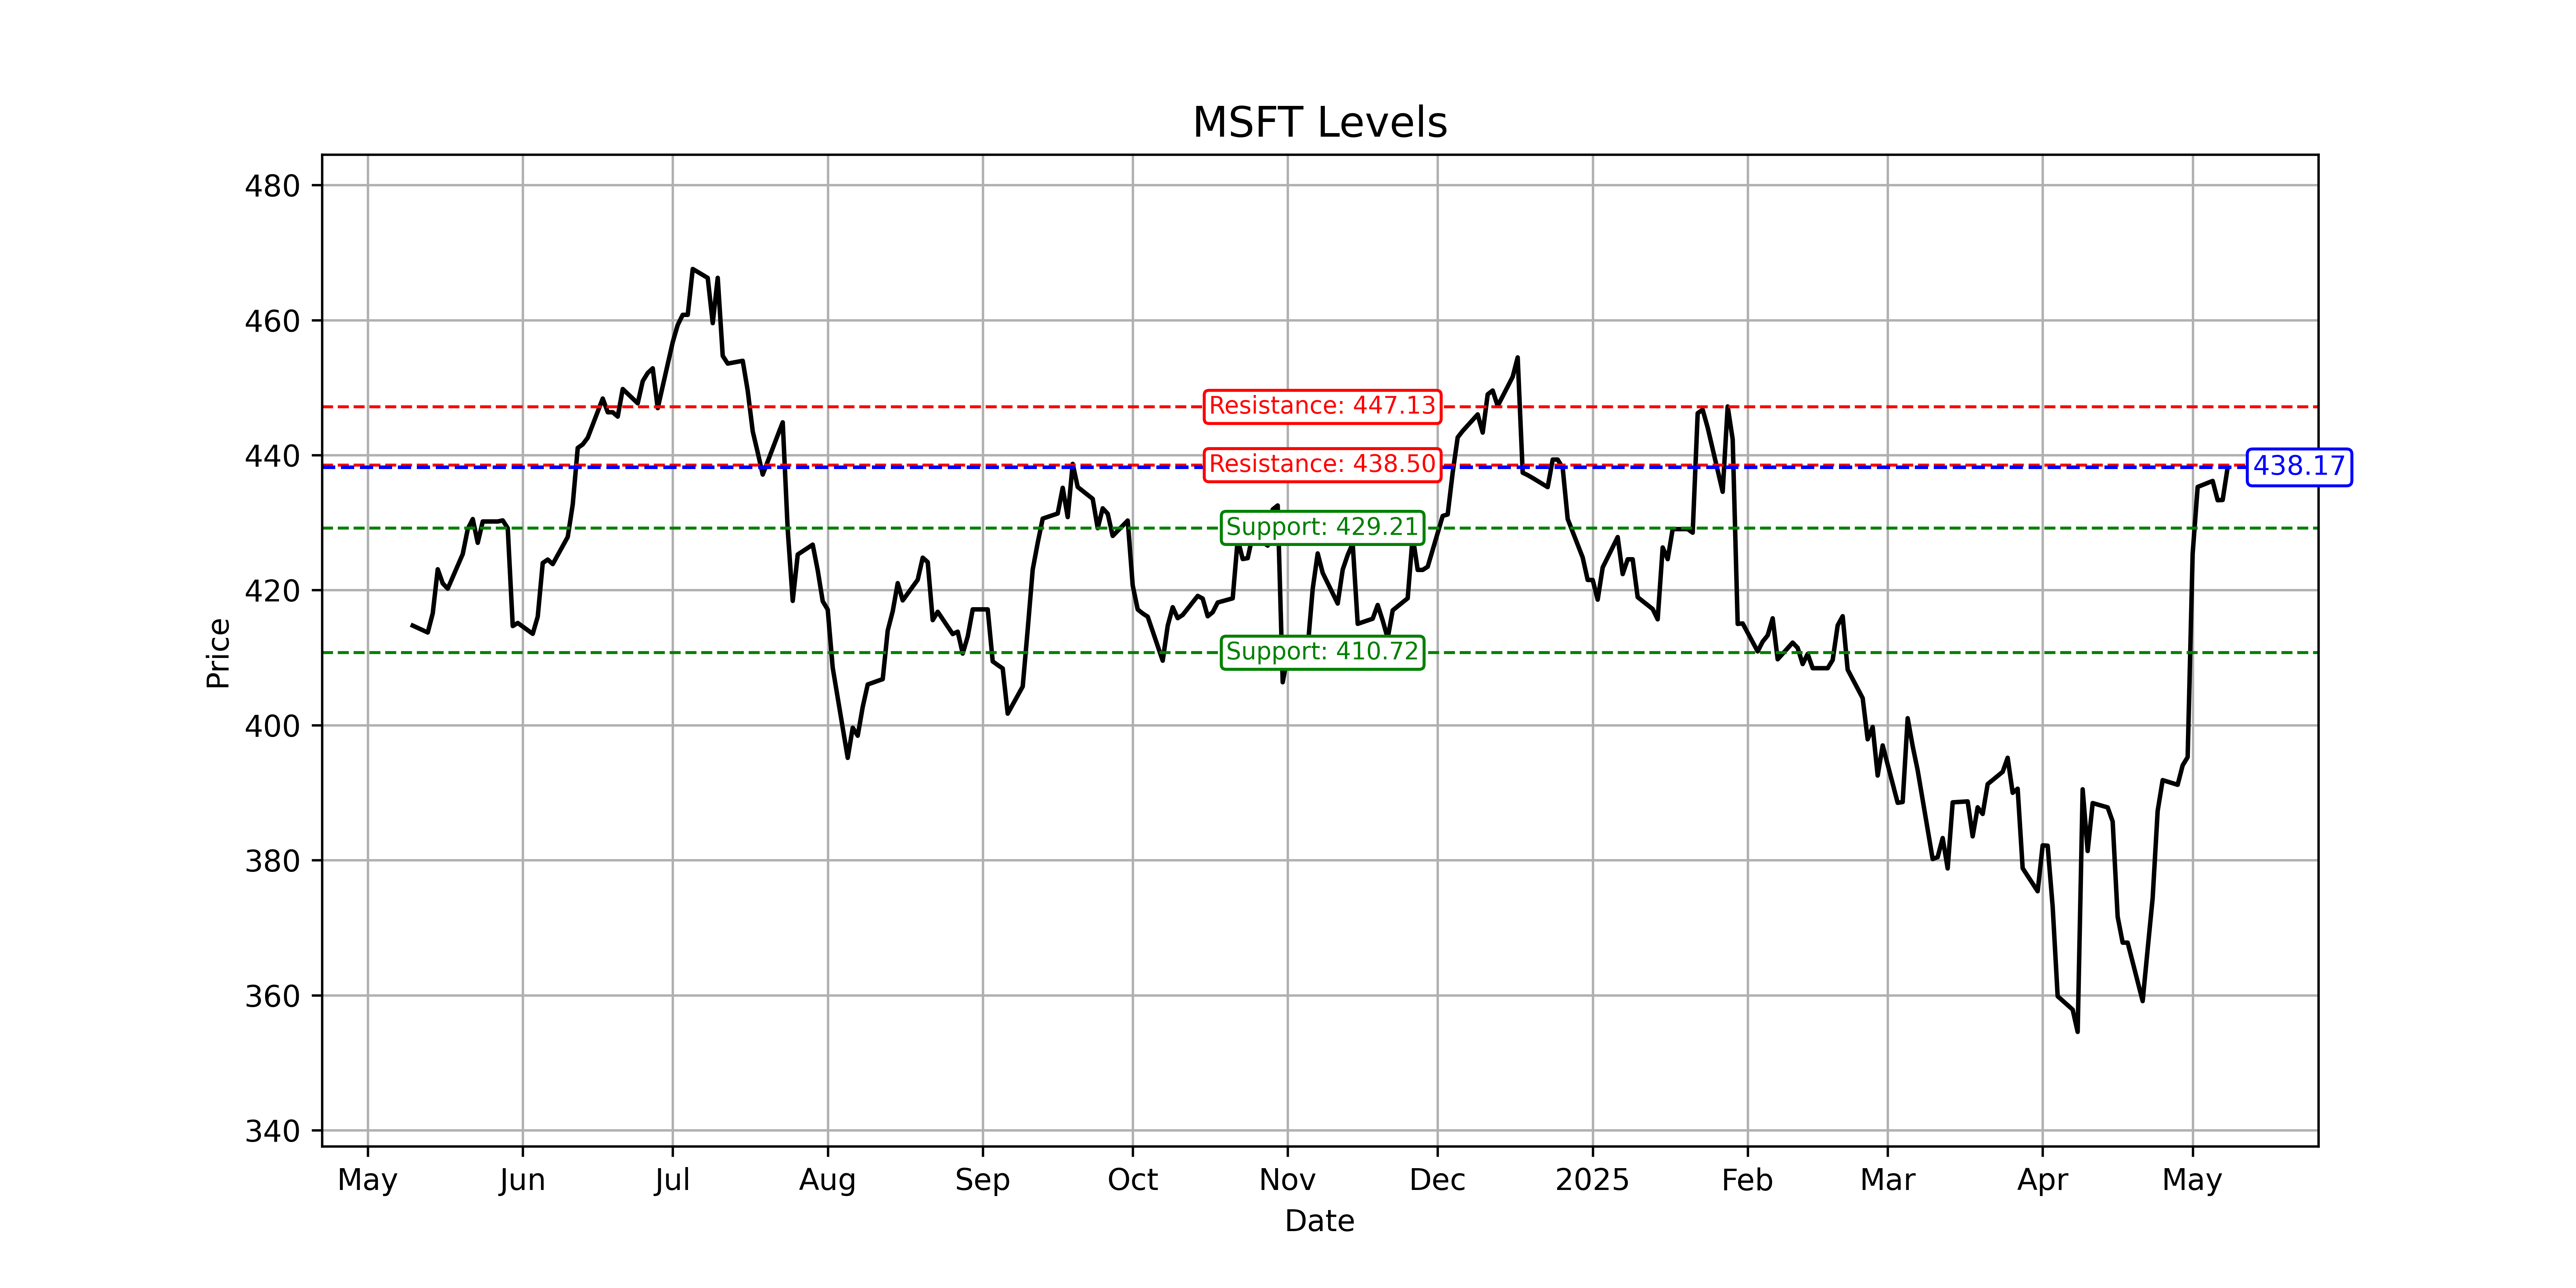 MSFT Levels
Price
480
460
440
420
400
380
360
340
Resistance: 447.13
Resistance: 438.50
438.17
Support: 429.21
Support: 410.72
May Jun Jul Aug Sep Oct Nov Dec 2025 Feb Mar Apr May
Date